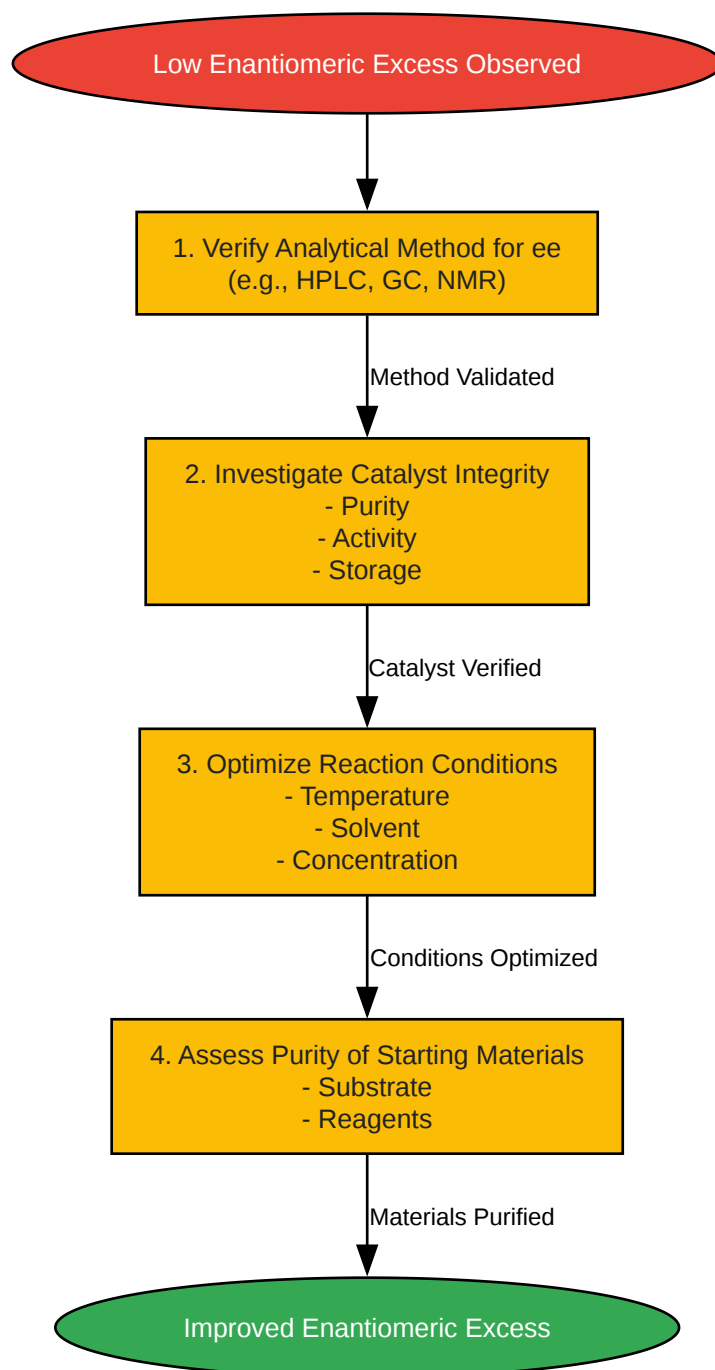 Low Enantiomeric Excess Observed
1. Verify Analytical Method for ee
(e.g., HPLC, GC, NMR)
Method Validated
2. Investigate Catalyst Integrity
- Purity
- Activity
- Storage
Catalyst Verified
3. Optimize Reaction Conditions
- Temperature
- Solvent
- Concentration
Conditions Optimized
4. Assess Purity of Starting Materials
- Substrate
- Reagents
Materials Purified
Improved Enantiomeric Excess